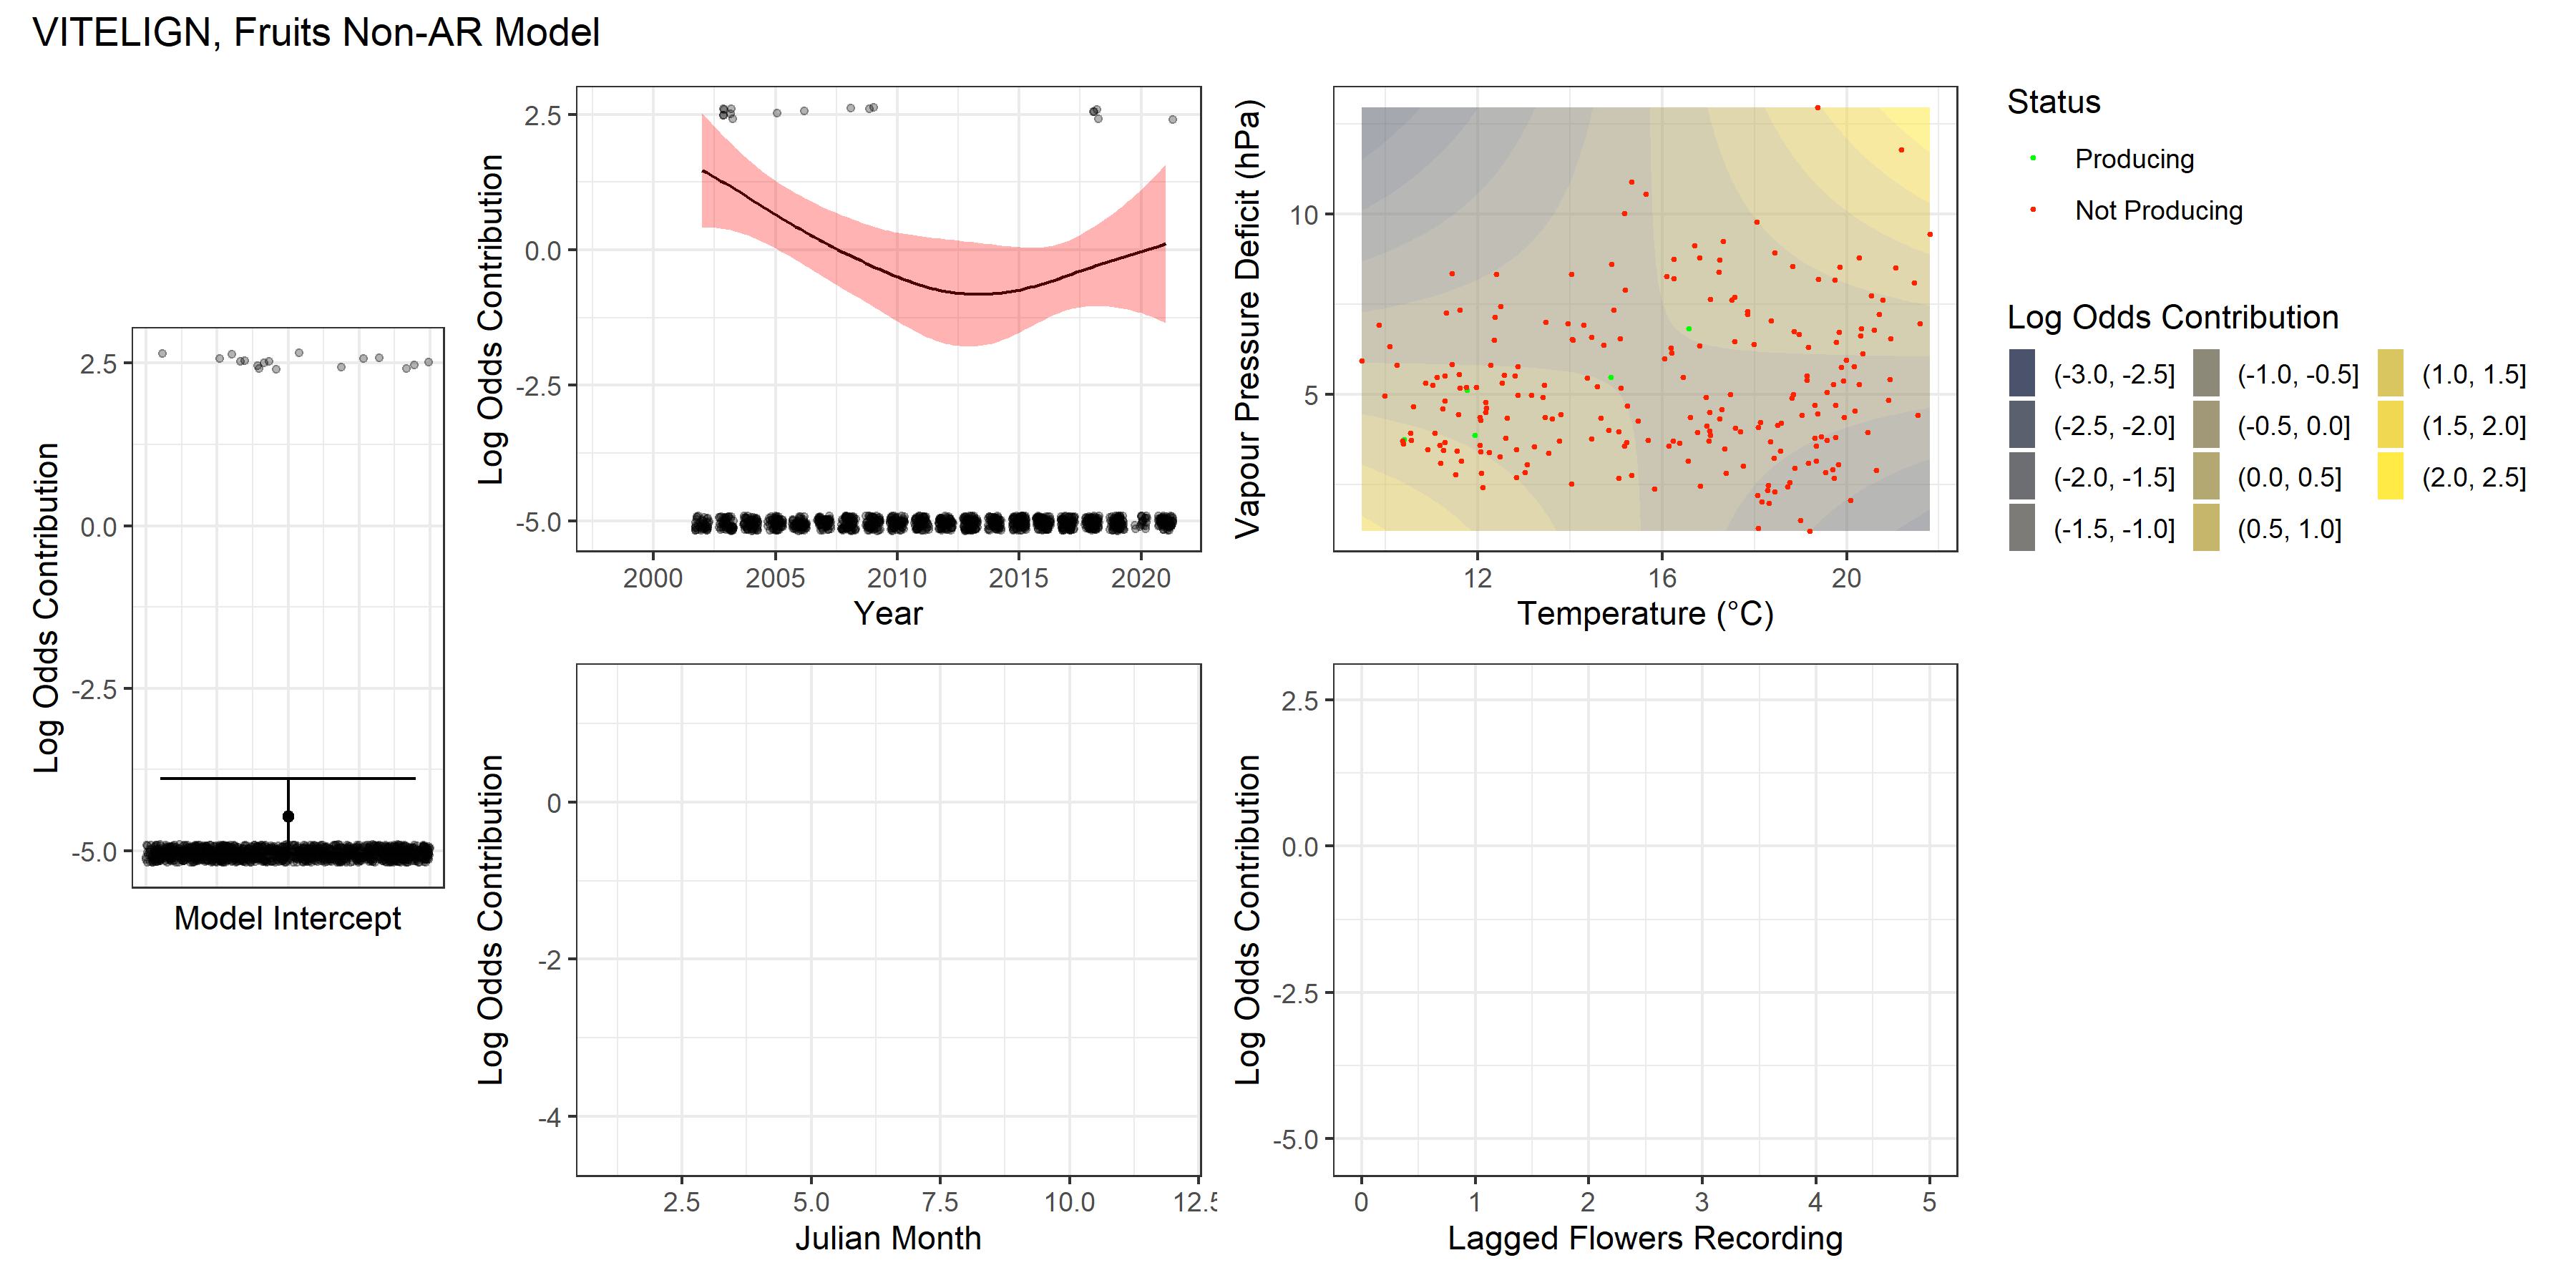 VITELIGN, Fruits Non-AR Model
Log Odds Contribution
2.5
0.0
-2.5
-5.0
Model Intercept
Log Odds Contribution
2.5
0.0
-2.5
-5.0
2000 2005 2010 2015 2020
Year
Vapour Pressure Deficit (hPa)
10
5
12 16 20
Temperature (°C)
Status
Producing
Not Producing
Log Odds Contribution
(-3.0, -2.5] (-1.0, -0.5] (1.0, 1.5]
(-2.5, -2.0] (-0.5, 0.0] (1.5, 2.0]
(-2.0, -1.5] (0.0, 0.5] (2.0, 2.5]
(-1.5, -1.0] (0.5, 1.0]
Log Odds Contribution
0
-2
-4
2.5 5.0 7.5 10.0 12.5
Julian Month
Log Odds Contribution
2.5
0.0
-2.5
-5.0
0 1 2 3 4 5
Lagged Flowers Recording